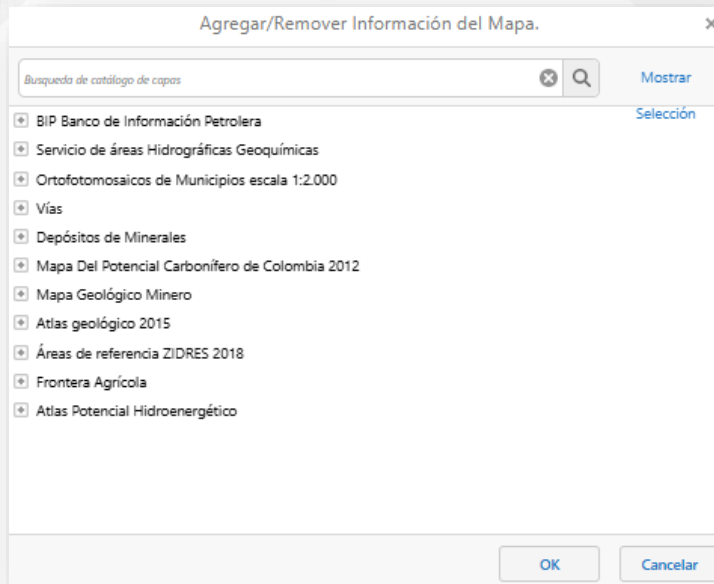 Agregar/Remover Información del Mapa.
Busqueda de catálogo de capas
Mostrar
Selección
BIP Banco de Información Petrolera
Servicio de áreas Hidrográficas Geoquímicas
Ortofotomosaicos de Municipios escala 1:2.000
Vías
Depósitos de Minerales
Mapa Del Potencial Carbonífero de Colombia 2012
Mapa Geológico Minero
Atlas geológico 2015
Áreas de referencia ZIDRES 2018
Frontera Agrícola
Atlas Potencial Hidroenergético
OK
Cancelar